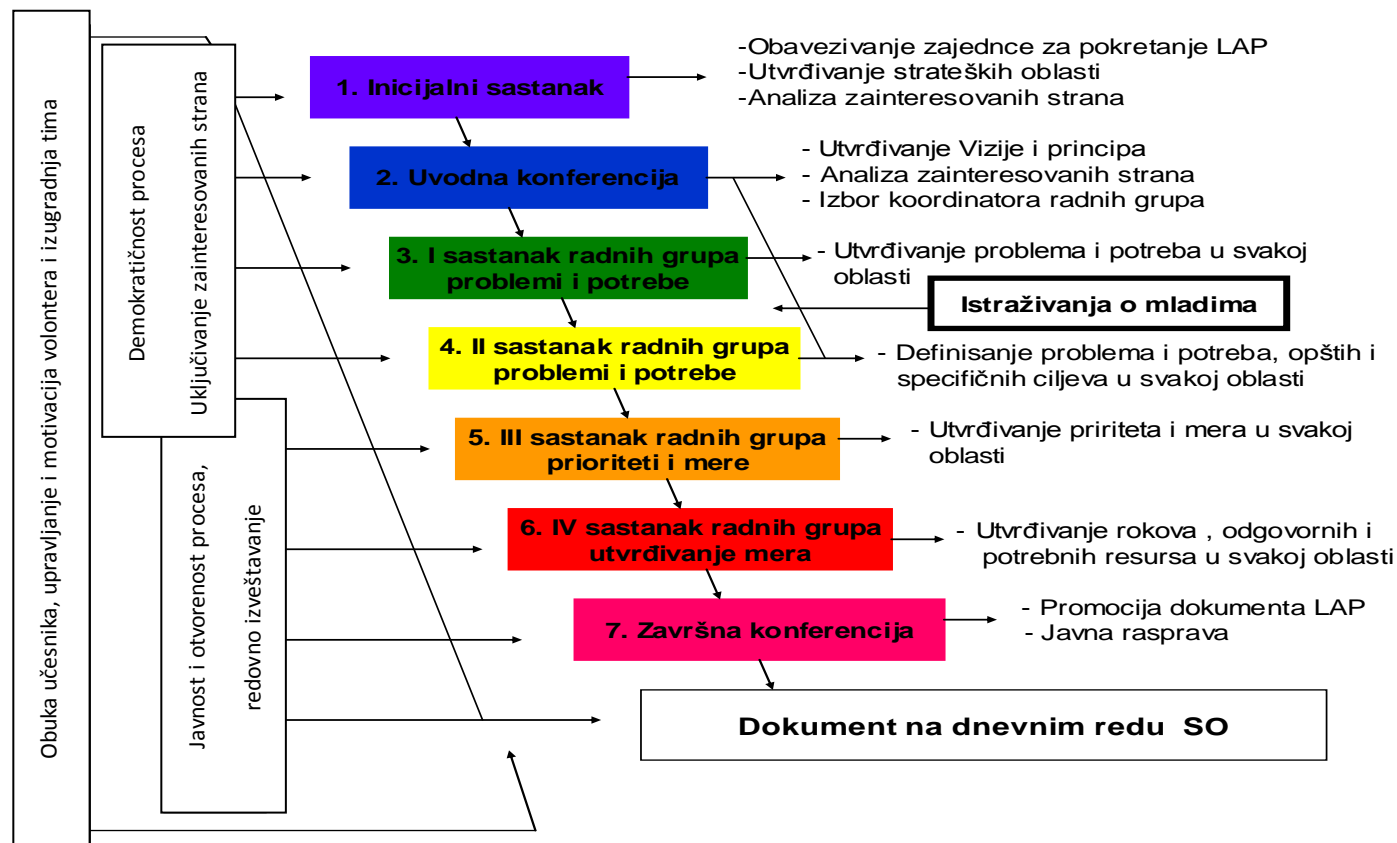 Obuka učesnika, upravljanje i motivacija volontera i izugradnja tima
Demokratičnost procesa
Uključivanje zainteresovanih strana
Javnost i otvorenost procesa,
redovno izveštavanje
1. Inicijalni sastanak
-Obavezivanje zajednce za pokretanje LAP
-Utvrđivanje strateških oblasti
-Analiza zainteresovanih strana
2. Uvodna konferencija
- Utvrđivanje Vizije i principa
- Analiza zainteresovanih strana
- Izbor koordinatora radnih grupa
3. I sastanak radnih grupa
problemi i potrebe
- Utvrđivanje problema i potreba u svakoj
oblasti
Istraživanja o mladima
4. II sastanak radnih grupa
problemi i potrebe
- Definisanje problema i potreba, opštih i
specifičnih ciljeva u svakoj oblasti
5. III sastanak radnih grupa
prioriteti i mere
- Utvrđivanje pririteta i mera u svakoj
oblasti
6. IV sastanak radnih grupa
utvrđivanje mera
- Utvrđivanje rokova , odgovornih i
potrebnih resursa u svakoj oblasti
7. Završna konferencija
- Promocija dokumenta LAP
- Javna rasprava
Dokument na dnevnim redu SO